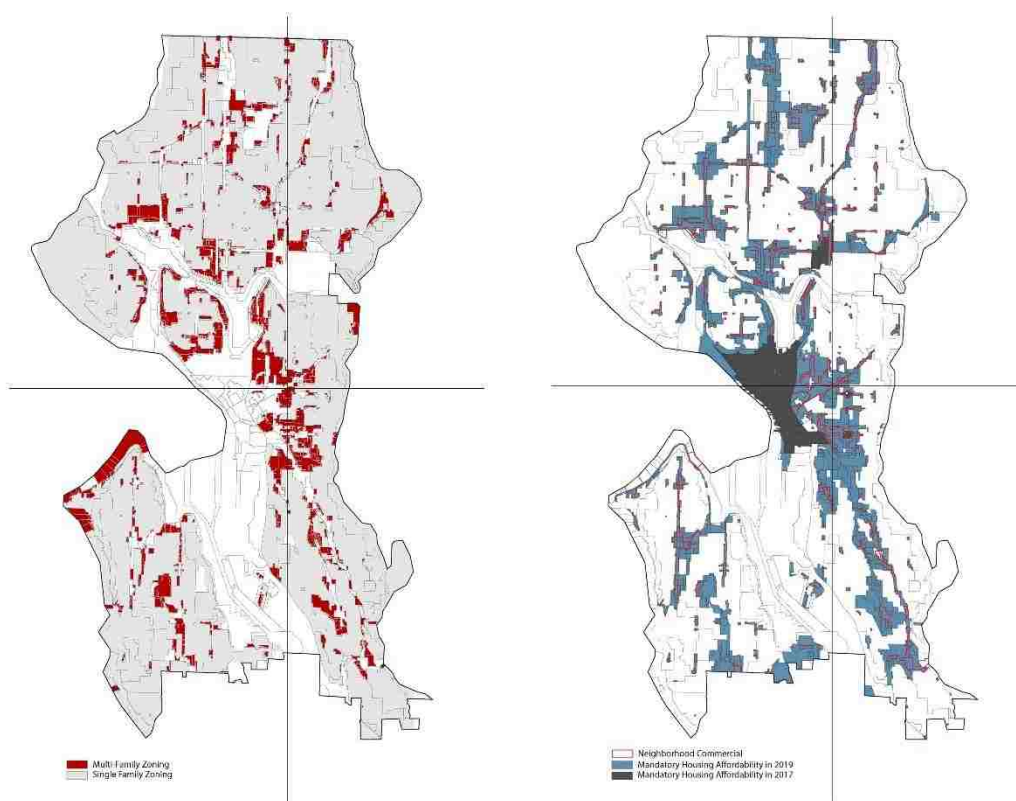 Multi-Family Zoning
Single Family Zoning
Neighborhood Commercial
Mandatory Housing Affordability in 2019
Mandatory Housing Affordability in 2017